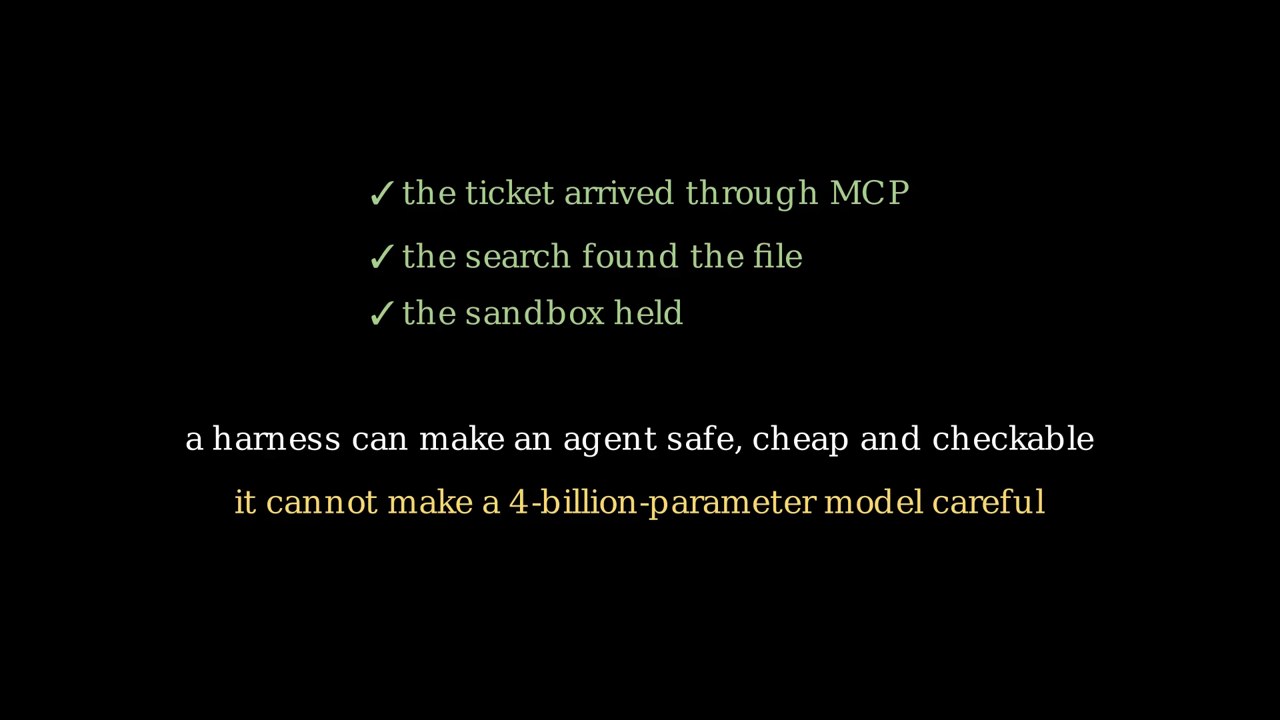 ✓ the ticket arrived through MCP
✓ the search found the file
✓ the sandbox held
a harness can make an agent safe, cheap and checkable
it cannot make a 4-billion-parameter model careful